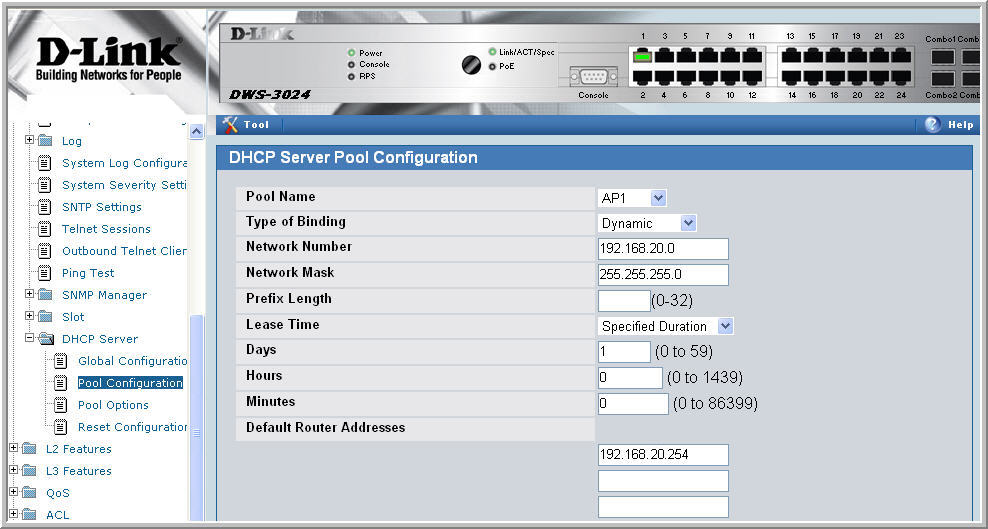 D-Link
Building Networks for People
D-Link
DWS-3024
Power
Console
RPS
Link/ACT/Spec
PoE
Console
1 3 5 7 9 11 13 15 17 19 21 23
2 4 6 8 10 12 14 16 18 20 22 24
Combo1 Comb
Combo2 Comb
Tool
Help
Log
System Log Configura
System Severity Setti
SNTP Settings
Telnet Sessions
Outbound Telnet Clien
Ping Test
SNMP Manager
Slot
DHCP Server
Global Configuratio
Pool Configuration
Pool Options
Reset Configuration
L2 Features
L3 Features
QoS
ACL
DHCP Server Pool Configuration
Pool Name AP1
Type of Binding Dynamic
Network Number 192.168.20.0
Network Mask 255.255.255.0
Prefix Length (0-32)
Lease Time Specified Duration
Days 1 (0 to 59)
Hours 0 (0 to 1439)
Minutes 0 (0 to 86399)
Default Router Addresses
192.168.20.254